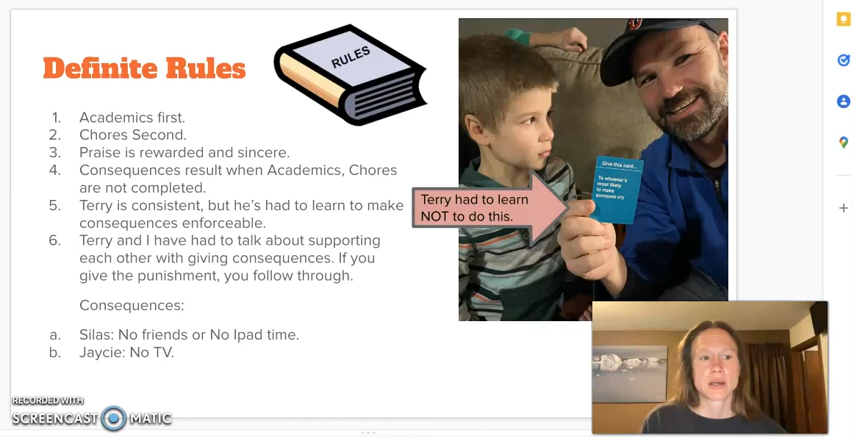 Definite Rules
RULES
1. Academics first.
2. Chores Second.
3. Praise is rewarded and sincere.
4. Consequences result when Academics, Chores
are not completed.
5. Terry is consistent, but he's had to learn to make
consequences enforceable.
6. Terry and I have had to talk about supporting
each other with giving consequences. If you
give the punishment, you follow through.
Consequences:
a. Silas: No friends or No Ipad time.
b. Jaycie: No TV.
Terry had to learn
NOT to do this.
Give this card...
To whoever's
most likely
to make
someone cry
RECORDED WITH
SCREENCAST MATIC